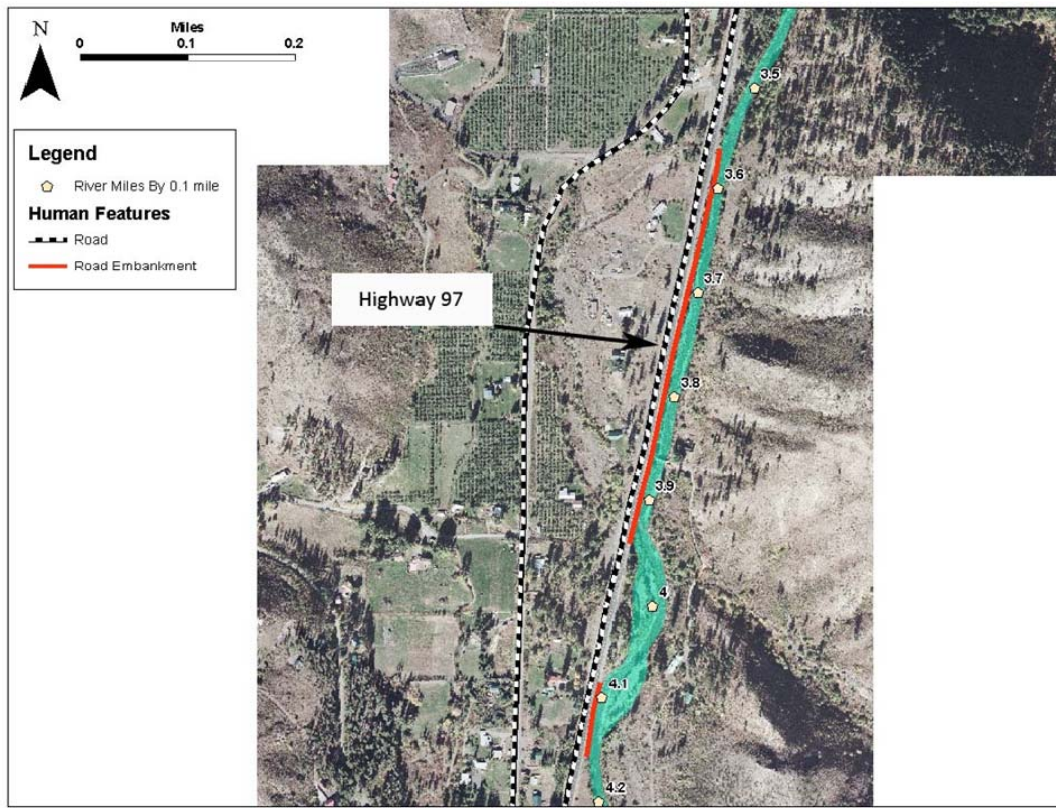 N
Miles
0 0.1 0.2
Legend
River Miles By 0.1 mile
Human Features
Road
Road Embankment
Highway 97
3.5
3.6
3.7
3.8
3.9
4
4.1
4.2